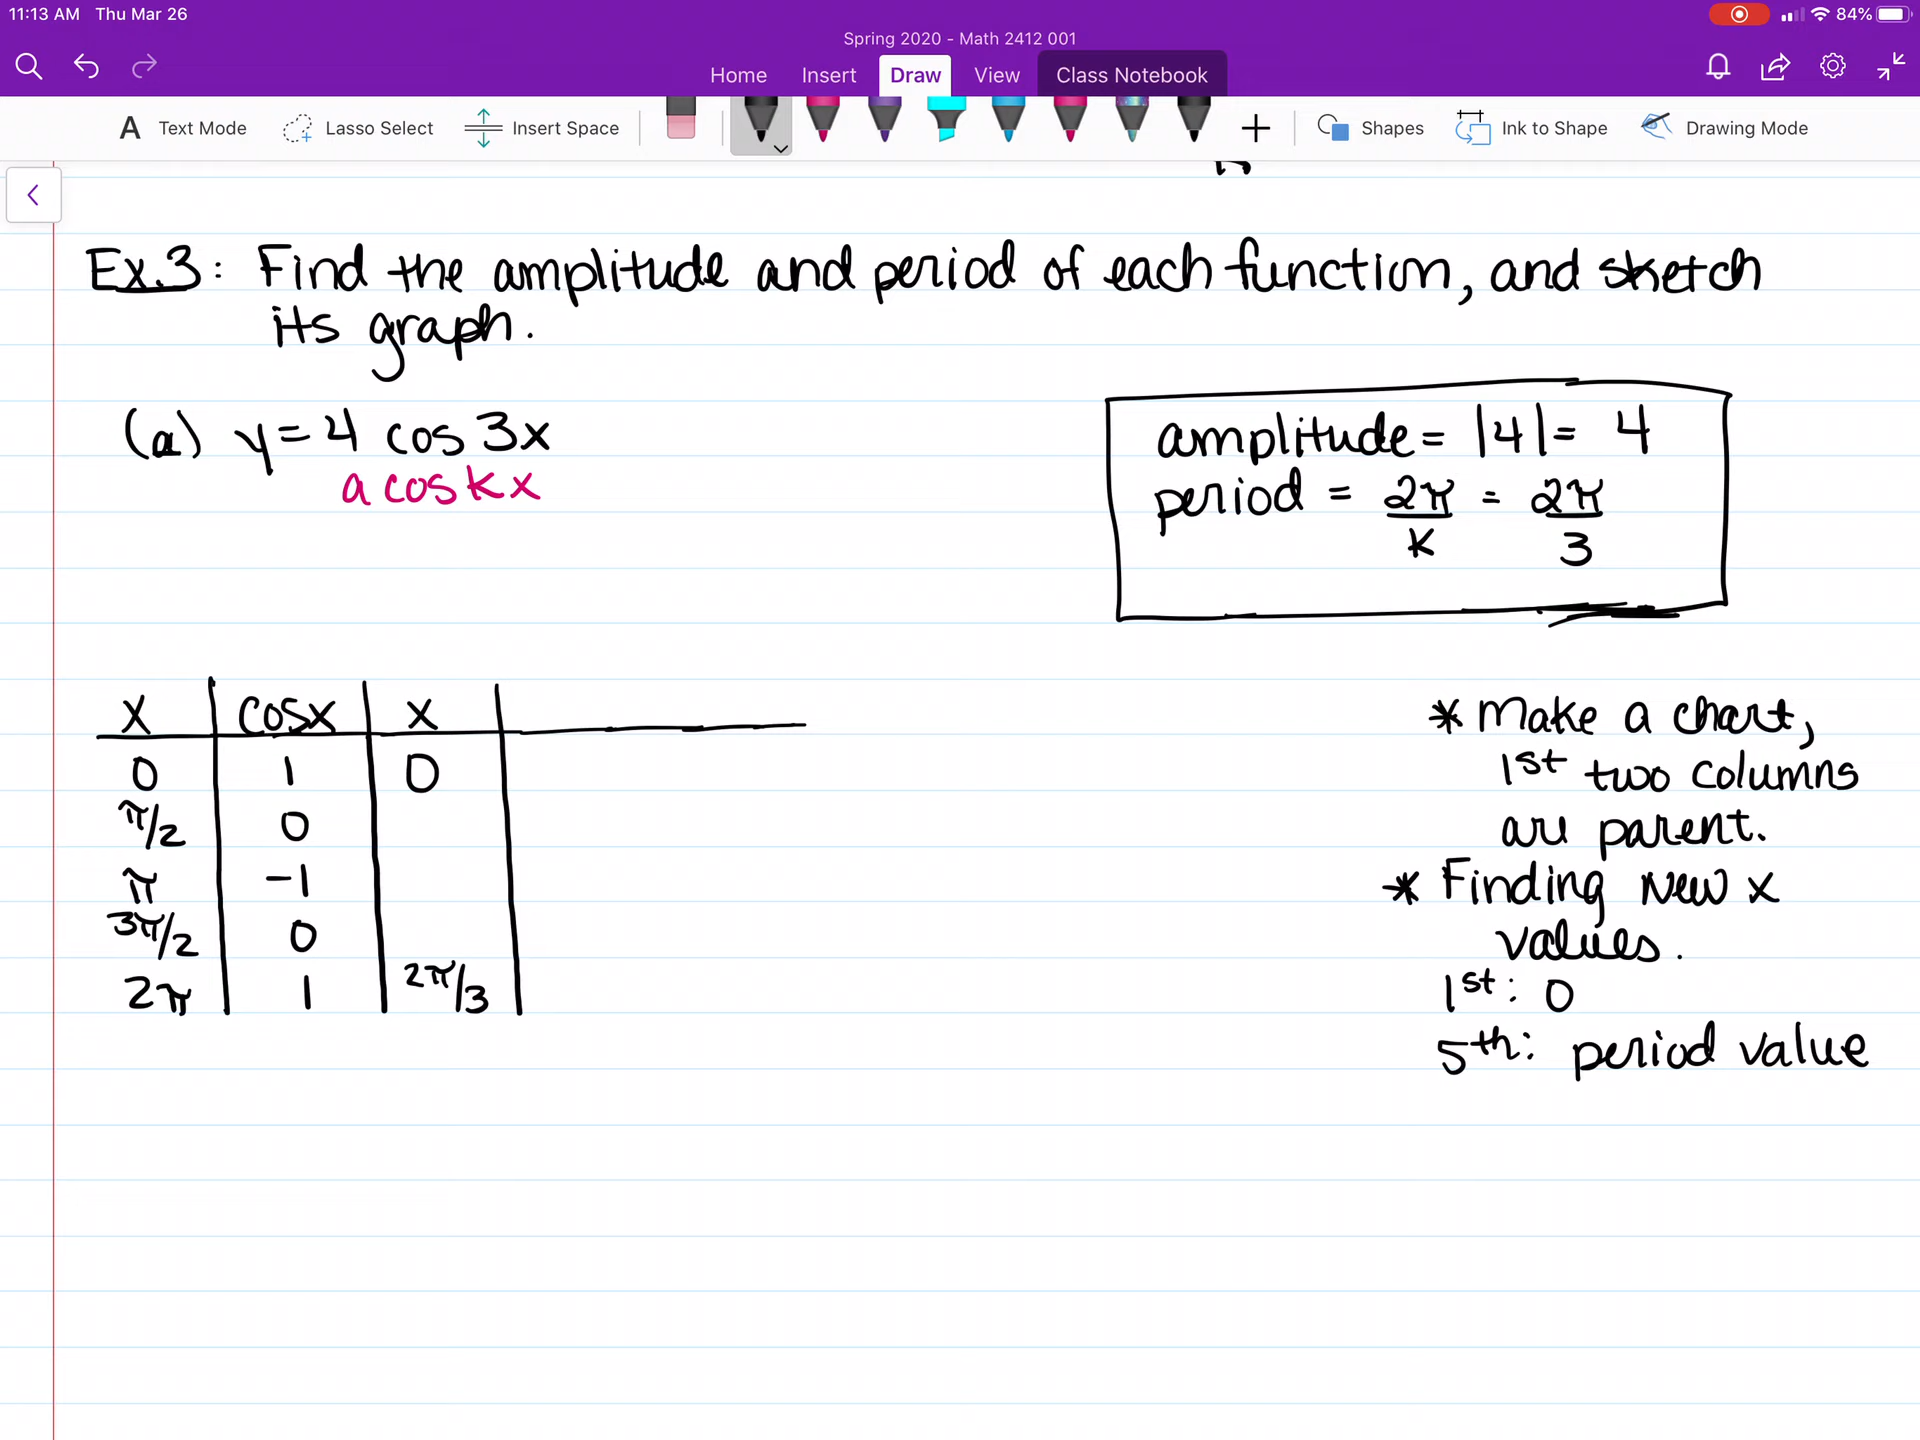 11:13 AM Thu Mar 26
84%
Spring 2020 - Math 2412 001
Home Insert Draw View Class Notebook
A Text Mode Lasso Select Insert Space Shapes Ink to Shape Drawing Mode
Ex.3: Find the amplitude and period of each function, and sketch
its graph.
(a) y = 4 cos 3x
a cos kx
amplitude = |4| = 4
period = 2π/k = 2π/3
x cosx x
0 1 0
π/2 0
π -1
3π/2 0
2π 1 2π/3
* Make a chart,
1st two columns
are parent.
* Finding new x
values.
1st: 0
5th: period value